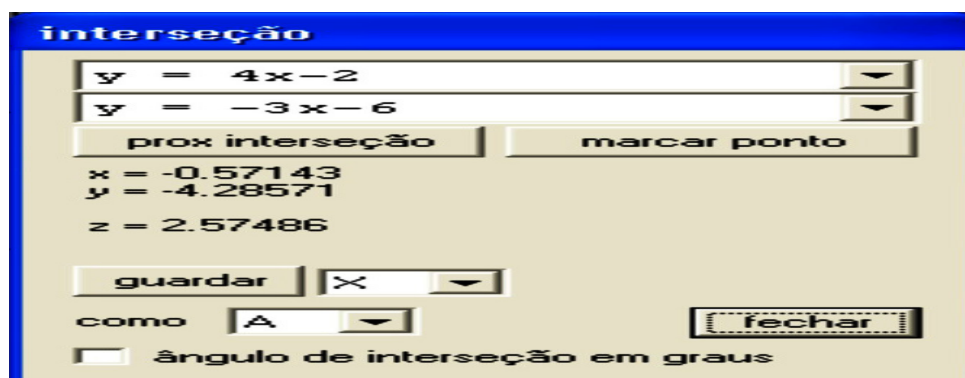 interseção
y = 4x-2
y = -3x-6
prox interseção marcar ponto
x = -0.57143
y = -4.28571
z = 2.57486
guardar X
como A fechar
ângulo de interseção em graus